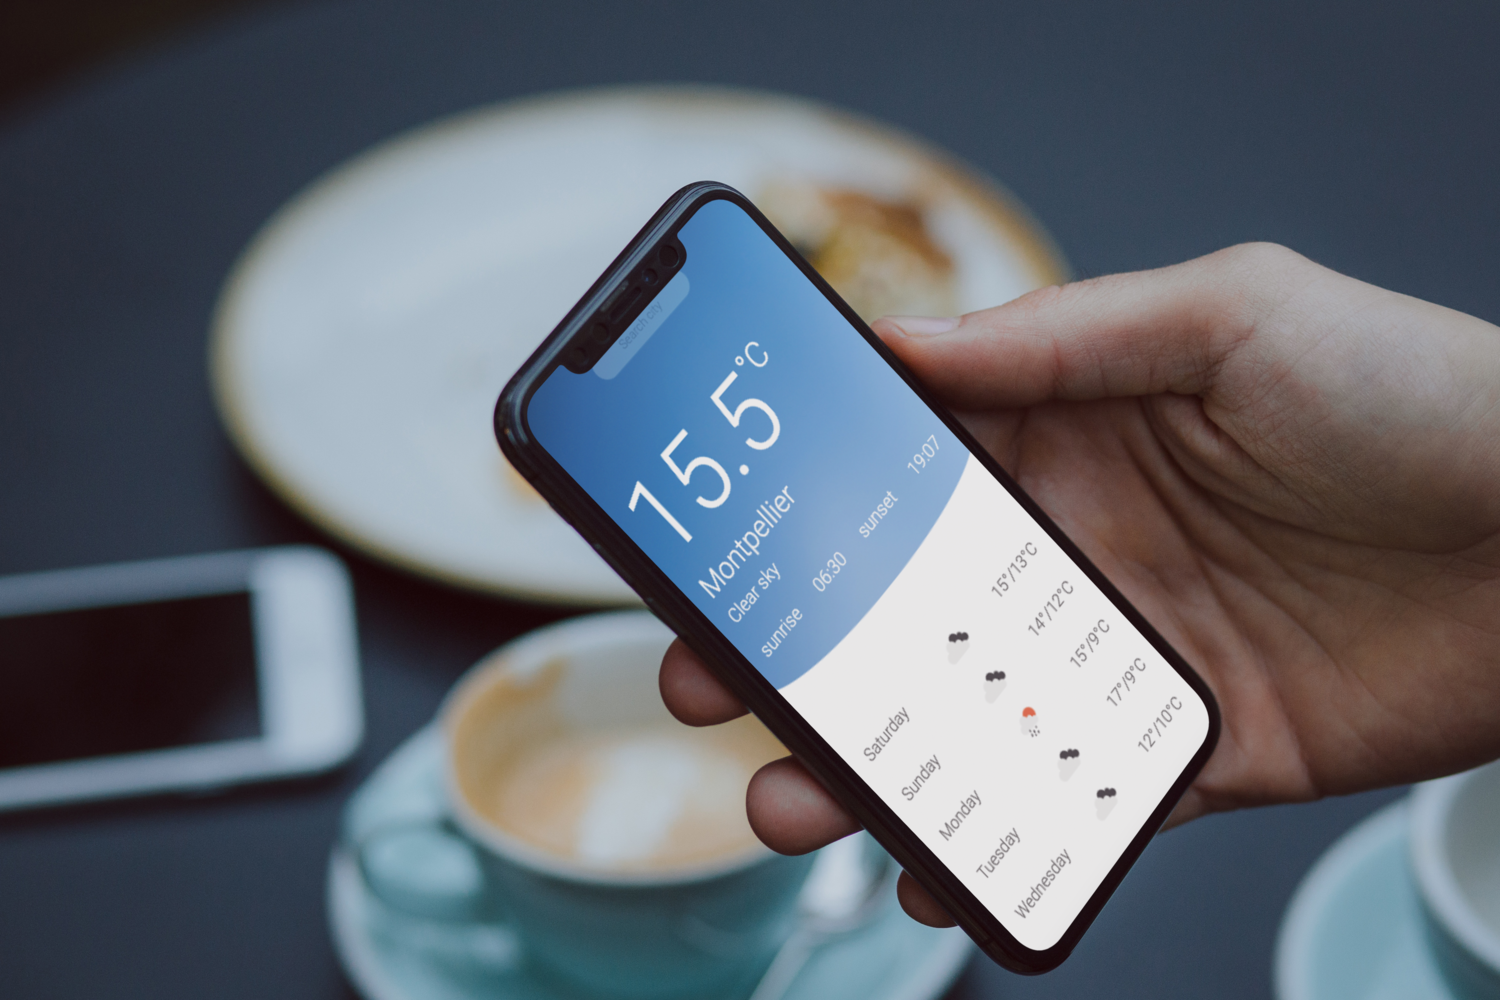 Search city
15.5°C
Montpellier
Clear sky
sunrise 06:30 sunset 19:07
Saturday 15°/13°C
Sunday 14°/12°C
Monday 15°/9°C
Tuesday 17°/9°C
Wednesday 12°/10°C